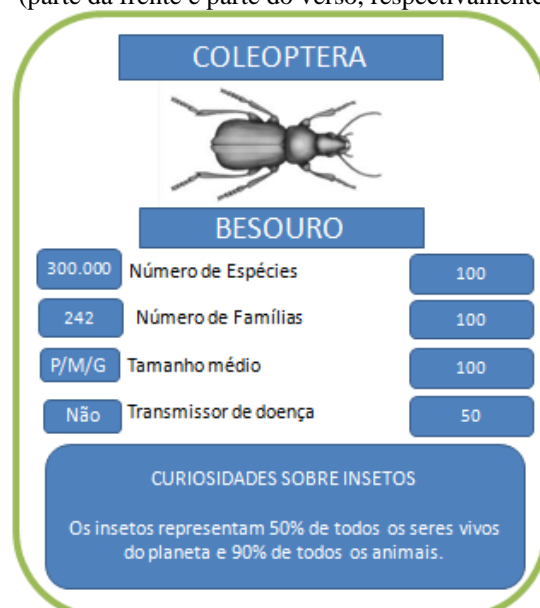 (parte da frente e parte do verso, respectivamente
COLEOPTERA
BESOURO
300.000 Número de Espécies 100
242 Número de Famílias 100
P/M/G Tamanho médio 100
Não Transmissor de doença 50
CURIOSIDADES SOBRE INSETOS
Os insetos representam 50% de todos os seres vivos
do planeta e 90% de todos os animais.